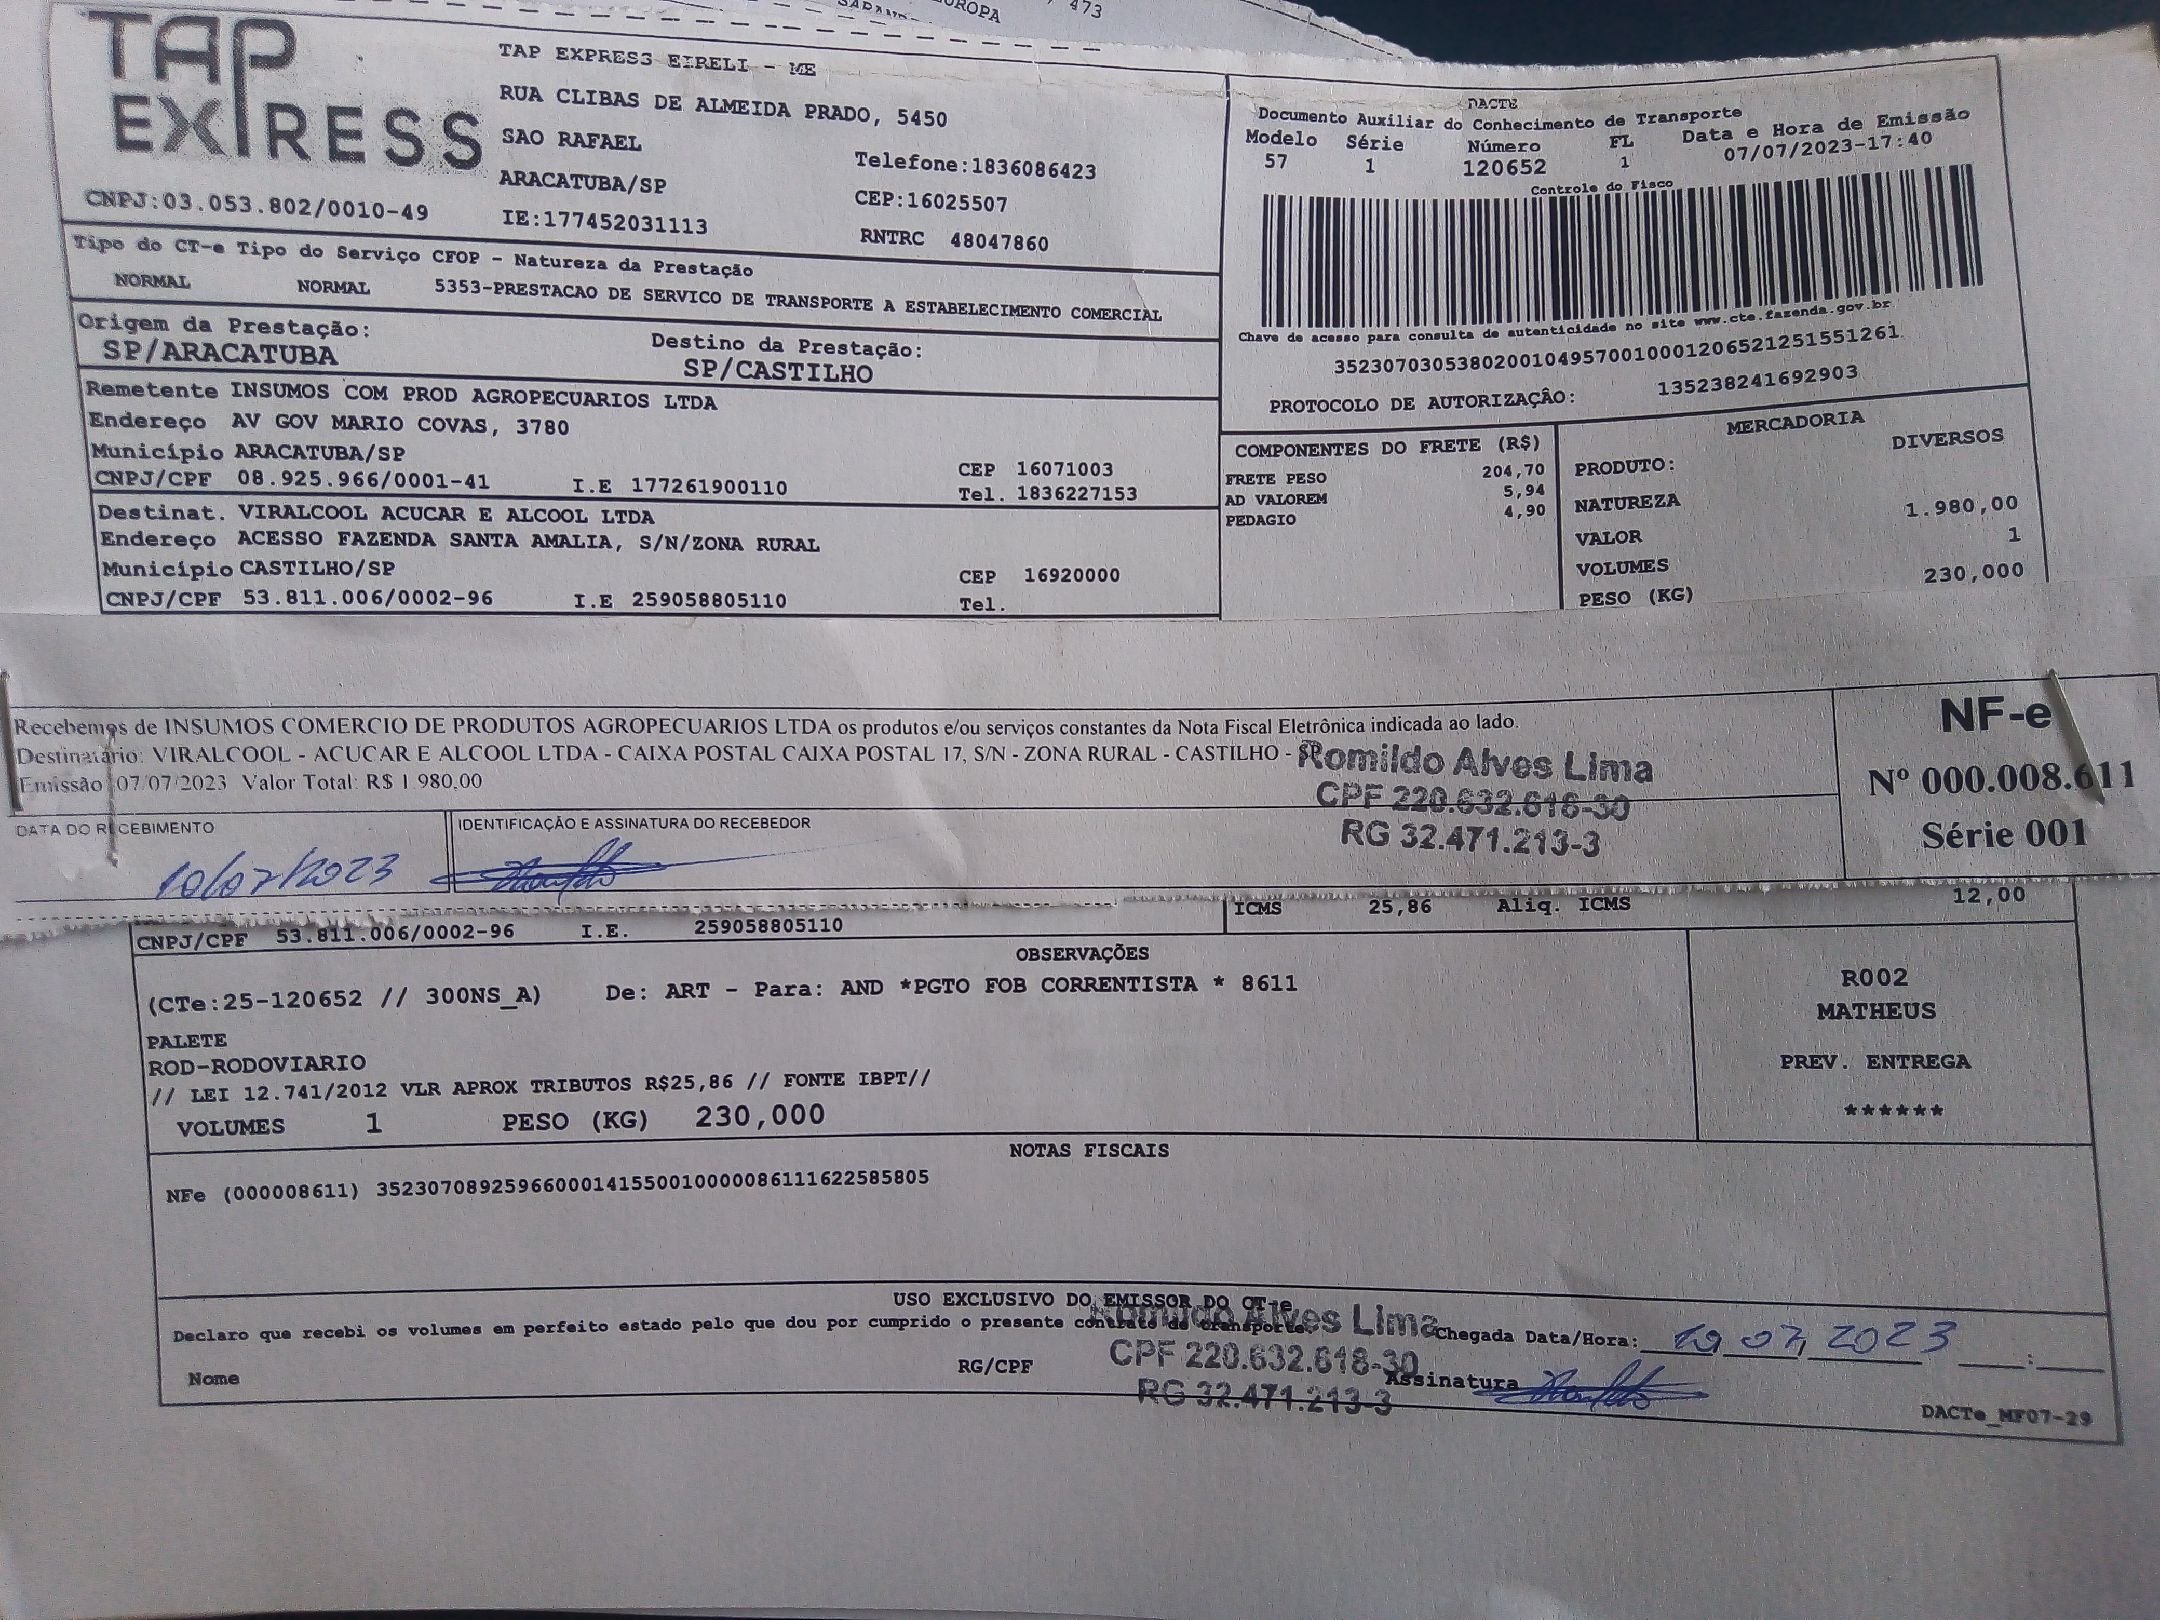 EUROPA
473
TAP EXPRESS
TAP EXPRESS EIRELI - ME
RUA CLIBAS DE ALMEIDA PRADO, 5450
SAO RAFAEL
Telefone:1836086423
ARACATUBA/SP
CEP:16025507
CNPJ:03.053.802/0010-49
IE:177452031113
RNTRC 48047860
DACTE
Documento Auxiliar do Conhecimento de Transporte
Modelo Série Número FL Data e Hora de Emissão
57 1 120652 1 07/07/2023-17:40
Controle do Fisco
Chave de acesso para consulta de autenticidade no site www.cte.fazenda.gov.br
35230703053802001049570010001206521251551261
PROTOCOLO DE AUTORIZAÇÂO: 135238241692903
Tipo do CT-e Tipo do Serviço CFOP - Natureza da Prestação
NORMAL NORMAL 5353-PRESTACAO DE SERVICO DE TRANSPORTE A ESTABELECIMENTO COMERCIAL
Origem da Prestação: Destino da Prestação:
SP/ARACATUBA SP/CASTILHO
Remetente INSUMOS COM PROD AGROPECUARIOS LTDA
Endereço AV GOV MARIO COVAS, 3780
Município ARACATUBA/SP CEP 16071003
CNPJ/CPF 08.925.966/0001-41 I.E 177261900110 Tel. 1836227153
Destinat. VIRALCOOL ACUCAR E ALCOOL LTDA
Endereço ACESSO FAZENDA SANTA AMALIA, S/N/ZONA RURAL
Município CASTILHO/SP CEP 16920000
CNPJ/CPF 53.811.006/0002-96 I.E 259058805110 Tel.
COMPONENTES DO FRETE (R$)
FRETE PESO 204,70
AD VALOREM 5,94
PEDAGIO 4,90
MERCADORIA
PRODUTO: DIVERSOS
NATUREZA
VALOR 1.980,00
VOLUMES 1
PESO (KG) 230,000
Recebemos de INSUMOS COMERCIO DE PRODUTOS AGROPECUARIOS LTDA os produtos e/ou serviços constantes da Nota Fiscal Eletrônica indicada ao lado.
Destinatário: VIRALCOOL - ACUCAR E ALCOOL LTDA - CAIXA POSTAL CAIXA POSTAL 17, S/N - ZONA RURAL - CASTILHO - SP
Emissão: 07/07/2023 Valor Total: R$ 1.980,00
Romildo Alves Lima
CPF 220.632.618-30
RG 32.471.213-3
NF-e
Nº 000.008.611
Série 001
DATA DO RECEBIMENTO
10/07/2023
IDENTIFICAÇÃO E ASSINATURA DO RECEBEDOR
ICMS 25,86 Aliq. ICMS 12,00
CNPJ/CPF 53.811.006/0002-96 I.E. 259058805110
OBSERVAÇÕES
(CTe:25-120652 // 300NS_A) De: ART - Para: AND *PGTO FOB CORRENTISTA * 8611
PALETE
ROD-RODOVIARIO
// LEI 12.741/2012 VLR APROX TRIBUTOS R$25,86 // FONTE IBPT//
VOLUMES 1 PESO (KG) 230,000
R002
MATHEUS
PREV. ENTREGA
******
NOTAS FISCAIS
NFe (000008611) 35230708925966000141550010000086111622585805
USO EXCLUSIVO DO EMISSOR DO CT-e
Declaro que recebi os volumes em perfeito estado pelo que dou por cumprido o presente contrato de transporte. Chegada Data/Hora: 10 07 2023 :
Romildo Alves Lima
CPF 220.632.618-30
RG 32.471.213-3
Nome RG/CPF Assinatura
DACTe_MF07-29